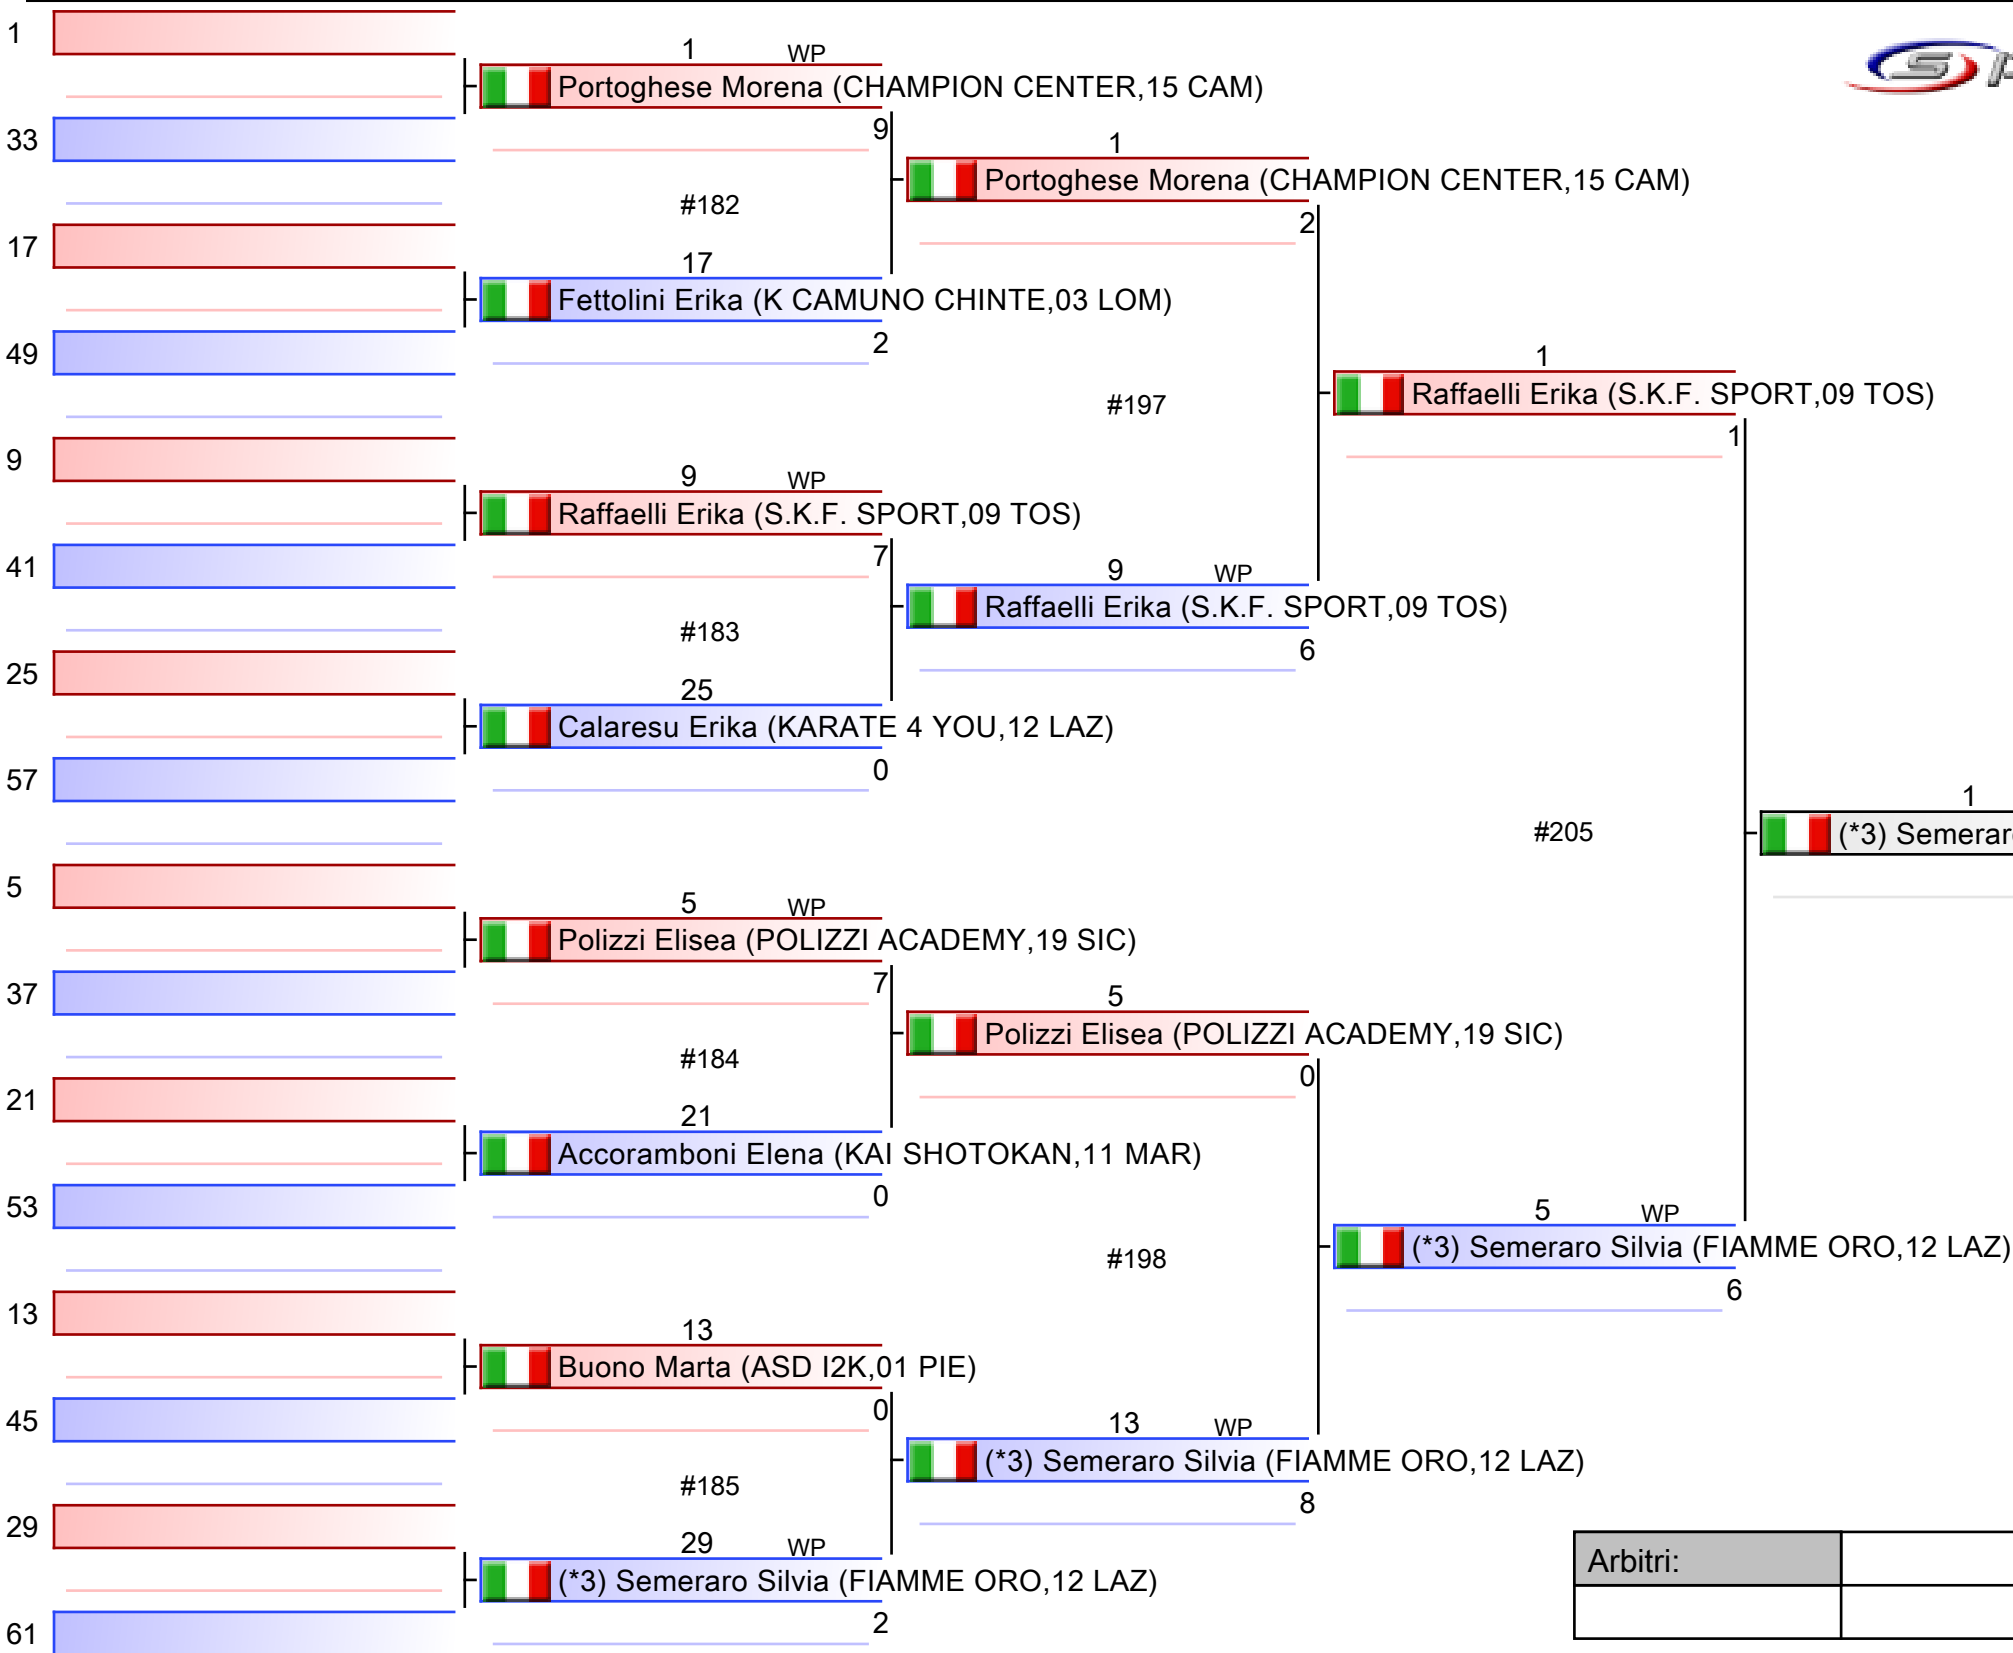 1
33
17
49
9
41
25
57
5
37
21
53
13
45
29
61
1 WP
Portoghese Morena (CHAMPION CENTER,15 CAM)
9
#182
17
Fettolini Erika (K CAMUNO CHINTE,03 LOM)
2
9 WP
Raffaelli Erika (S.K.F. SPORT,09 TOS)
7
#183
25
Calaresu Erika (KARATE 4 YOU,12 LAZ)
0
5 WP
Polizzi Elisea (POLIZZI ACADEMY,19 SIC)
7
#184
21
Accoramboni Elena (KAI SHOTOKAN,11 MAR)
0
13
Buono Marta (ASD I2K,01 PIE)
0
#185
29 WP
(*3) Semeraro Silvia (FIAMME ORO,12 LAZ)
2
1
Portoghese Morena (CHAMPION CENTER,15 CAM)
2
#197
9 WP
Raffaelli Erika (S.K.F. SPORT,09 TOS)
6
5
Polizzi Elisea (POLIZZI ACADEMY,19 SIC)
0
#198
13 WP
(*3) Semeraro Silvia (FIAMME ORO,12 LAZ)
8
1
Raffaelli Erika (S.K.F. SPORT,09 TOS)
1
#205
5 WP
(*3) Semeraro Silvia (FIAMME ORO,12 LAZ)
6
1
(*3) Semerar
Arbitri: